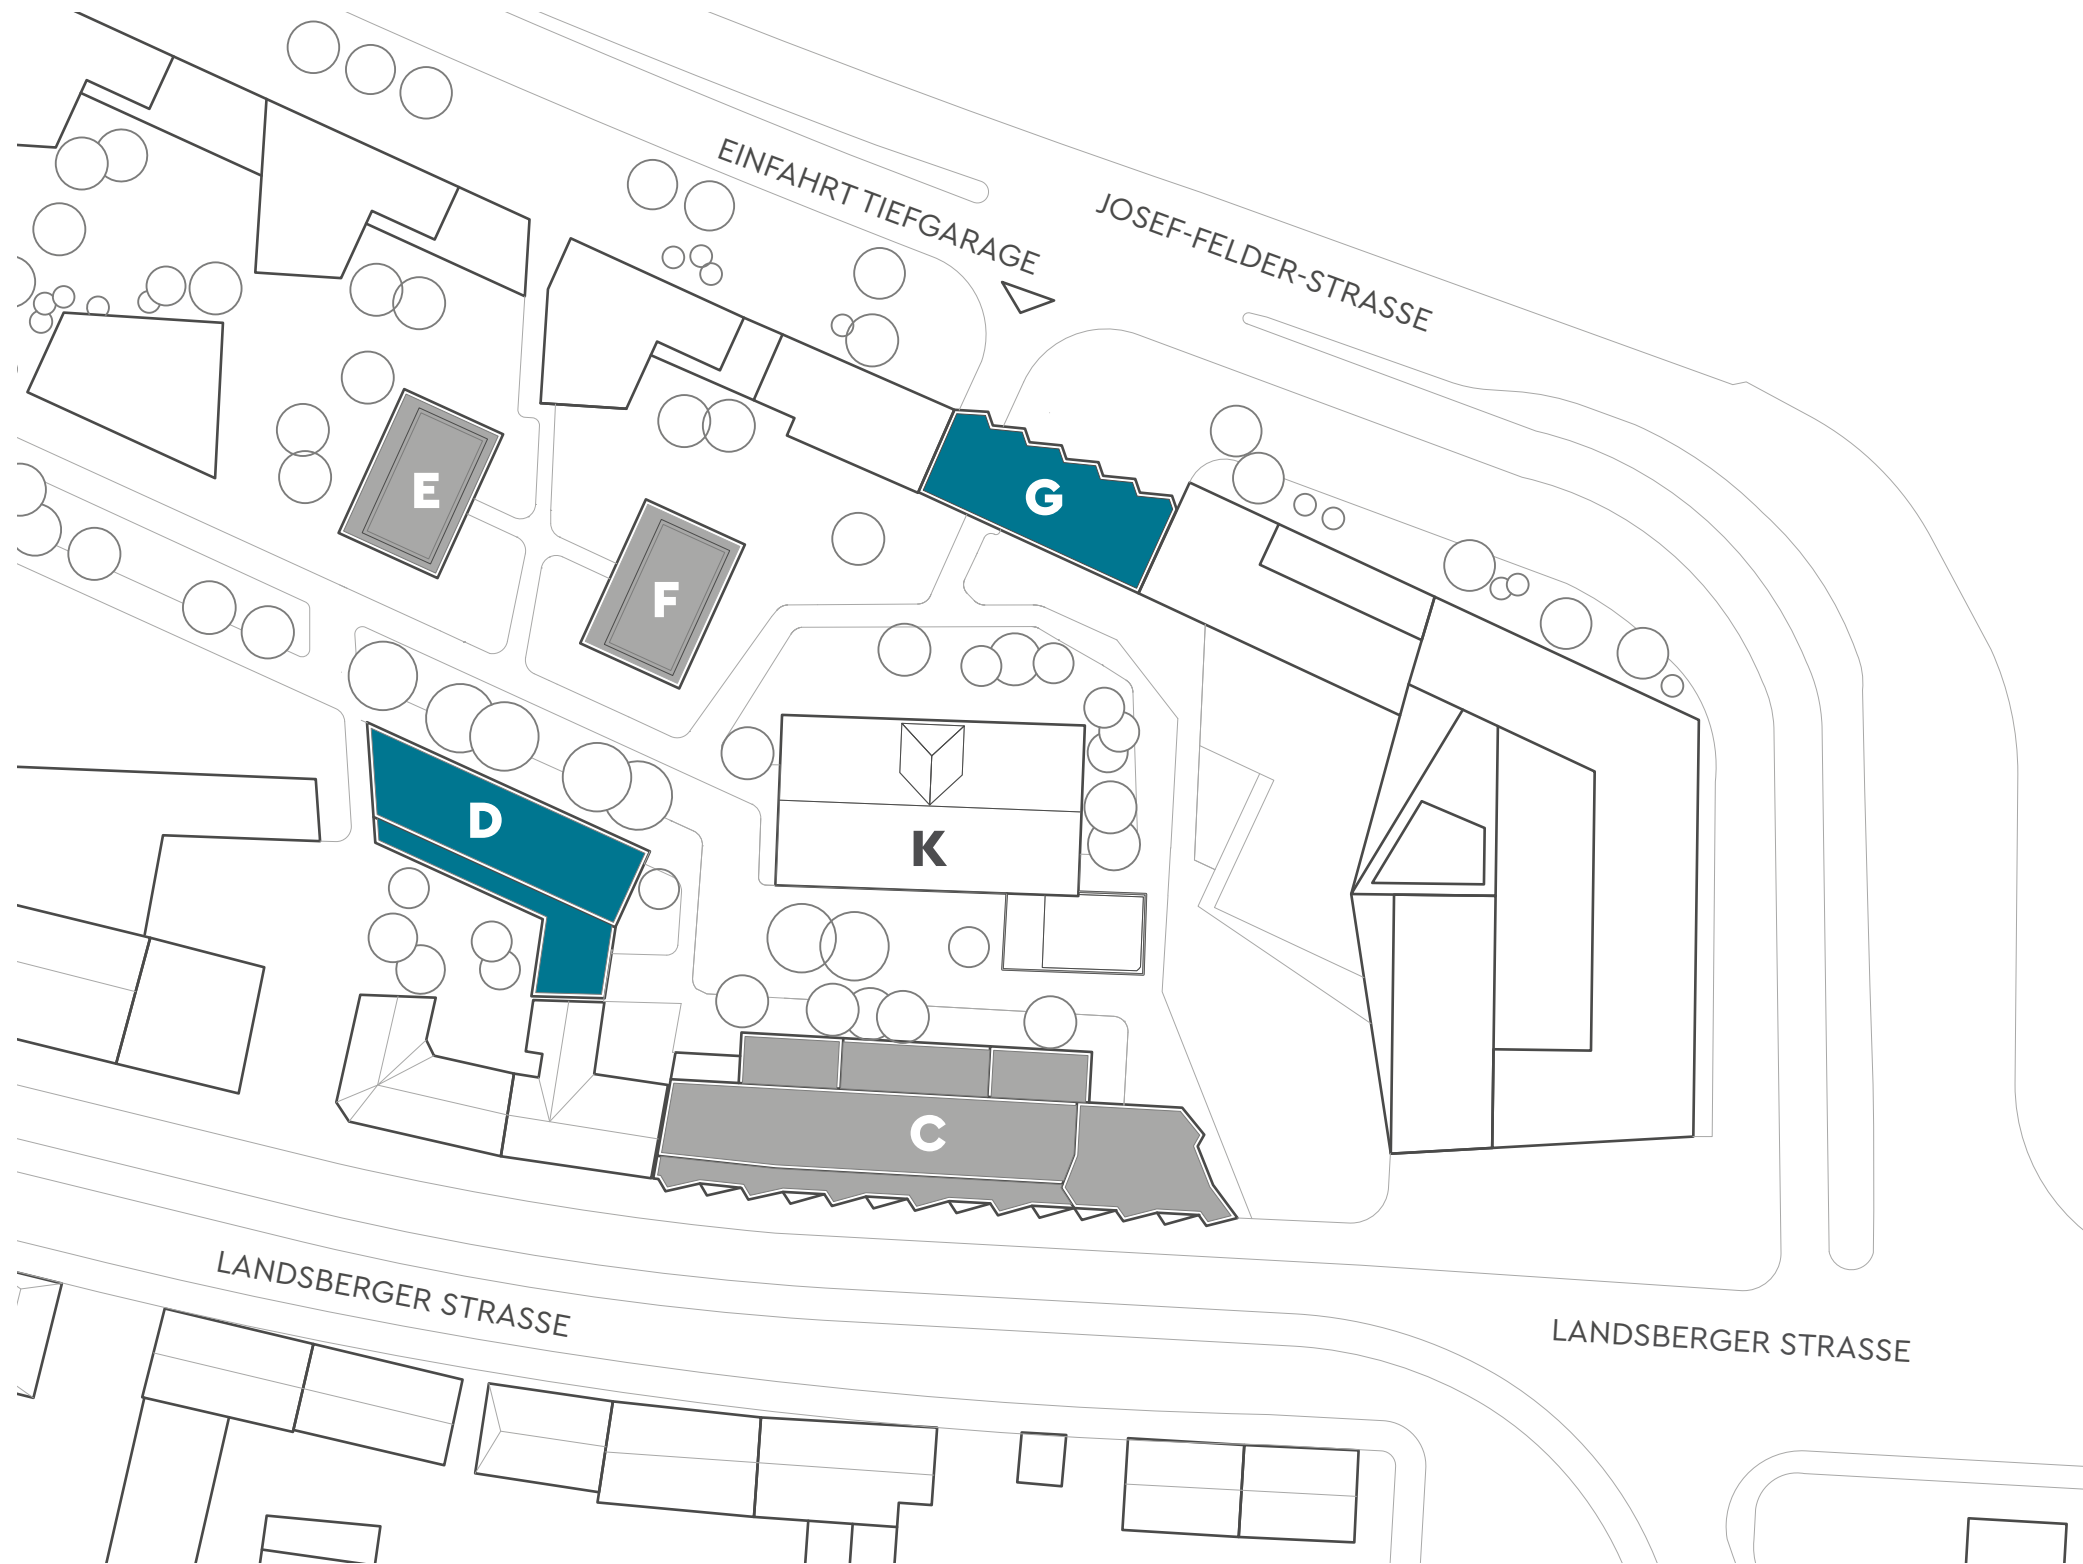 EINFAHRT TIEFGARAGE
JOSEF-FELDER-STRASSE
E
G
F
D
K
C
LANDSBERGER STRASSE
LANDSBERGER STRASSE